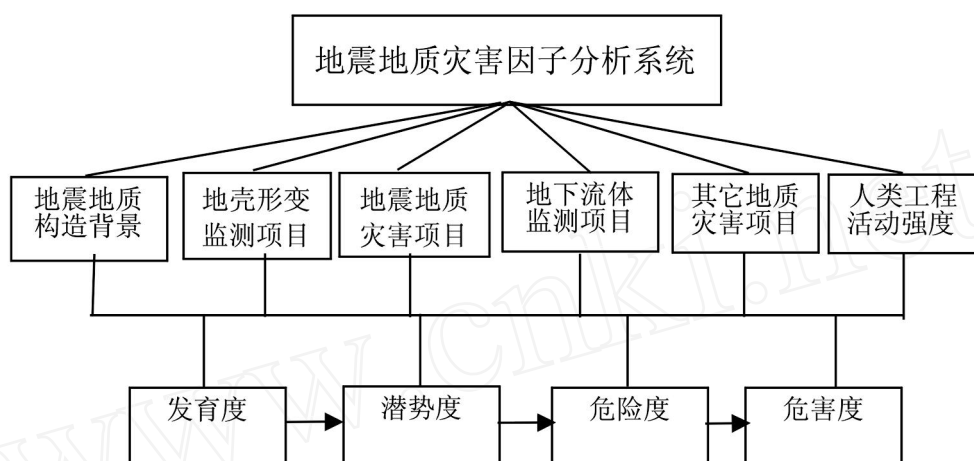 地震地质灾害因子分析系统
地震地质
构造背景
地壳形变
监测项目
地震地质
灾害项目
地下流体
监测项目
其它地质
灾害项目
人类工程
活动强度
发育度
潜势度
危险度
危害度
www.cnki.net